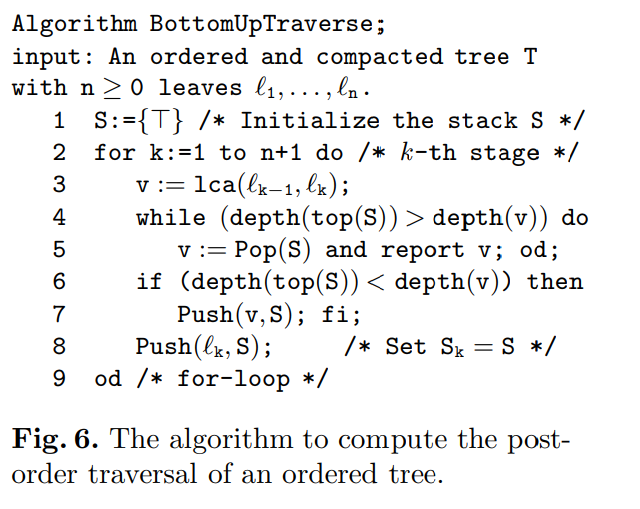 Algorithm BottomUpTraverse;
input: An ordered and compacted tree T
with n ≥ 0 leaves ℓ₁,...,ℓₙ.
1 S:={⊤} /* Initialize the stack S */
2 for k:=1 to n+1 do /* k-th stage */
3 v := lca(ℓₖ₋₁, ℓₖ);
4 while (depth(top(S)) > depth(v)) do
5 v := Pop(S) and report v; od;
6 if (depth(top(S)) < depth(v)) then
7 Push(v,S); fi;
8 Push(ℓₖ, S); /* Set Sₖ = S */
9 od /* for-loop */
Fig. 6. The algorithm to compute the post-
order traversal of an ordered tree.